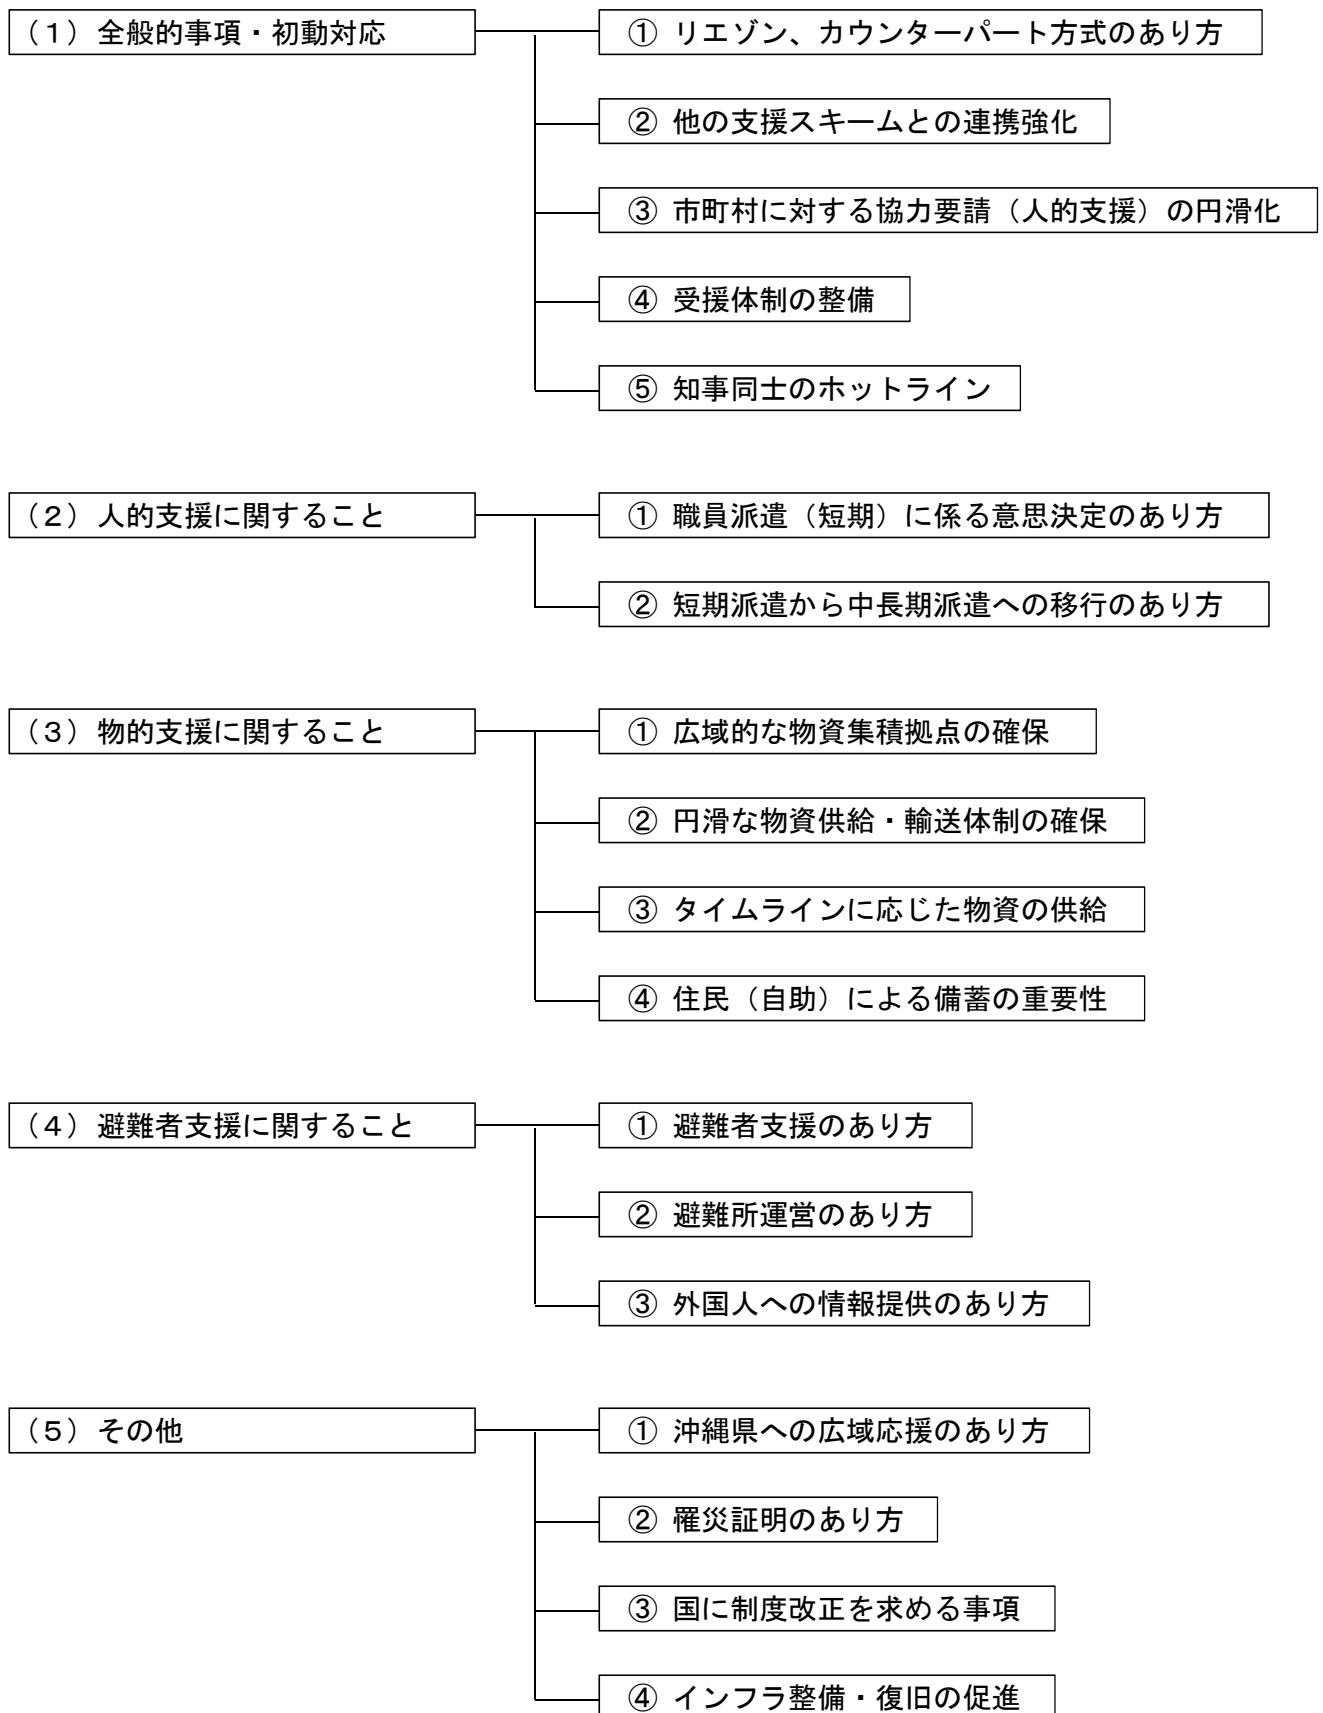 （１）全般的事項・初動対応
① リエゾン、カウンターパート方式のあり方
② 他の支援スキームとの連携強化
③ 市町村に対する協力要請（人的支援）の円滑化
④ 受援体制の整備
⑤ 知事同士のホットライン
（２）人的支援に関すること
① 職員派遣（短期）に係る意思決定のあり方
② 短期派遣から中長期派遣への移行のあり方
（３）物的支援に関すること
① 広域的な物資集積拠点の確保
② 円滑な物資供給・輸送体制の確保
③ タイムラインに応じた物資の供給
④ 住民（自助）による備蓄の重要性
（４）避難者支援に関すること
① 避難者支援のあり方
② 避難所運営のあり方
③ 外国人への情報提供のあり方
（５）その他
① 沖縄県への広域応援のあり方
② 罹災証明のあり方
③ 国に制度改正を求める事項
④ インフラ整備・復旧の促進